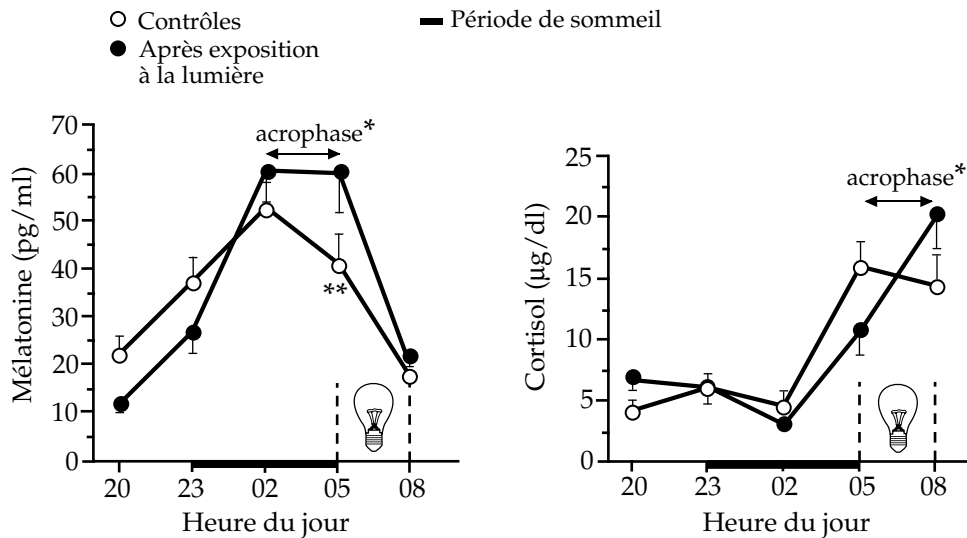 Contrôles
Période de sommeil
Après exposition
à la lumière
Mélatonine (pg/ml)
70
60
50
40
30
20
10
0
acrophase*
**
20 23 02 05 08
Heure du jour
Cortisol (µg/dl)
25
20
15
10
5
0
acrophase*
20 23 02 05 08
Heure du jour